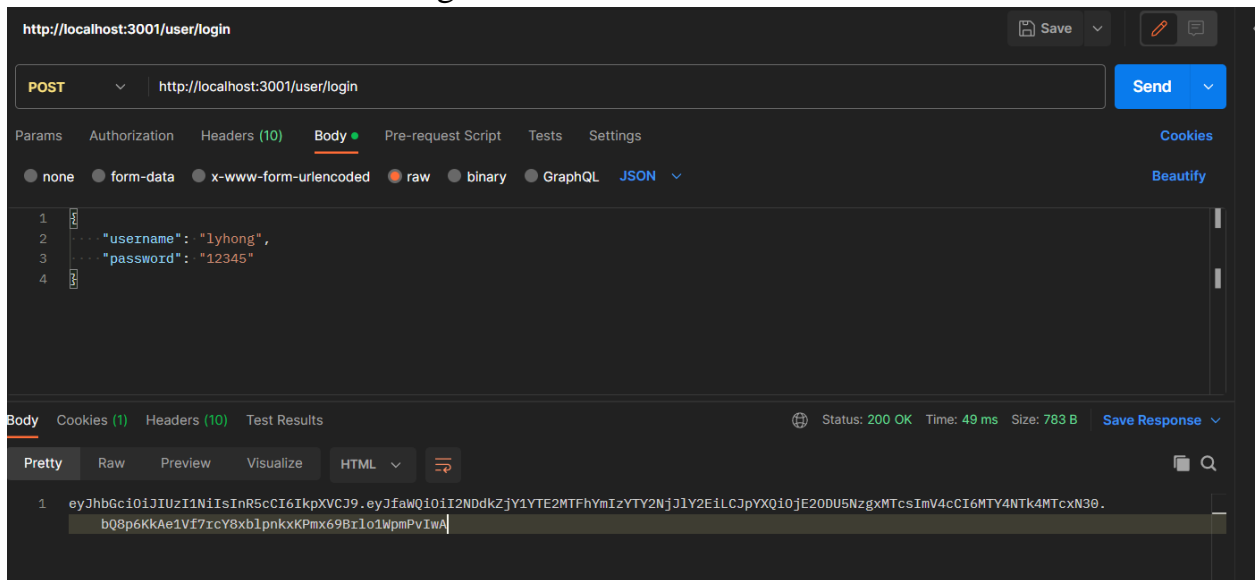 http://localhost:3001/user/login Save
POST http://localhost:3001/user/login Send
Params Authorization Headers (10) Body Pre-request Script Tests Settings Cookies
none form-data x-www-form-urlencoded raw binary GraphQL JSON Beautify
1 {
2 "username": "lyhong",
3 "password": "12345"
4 }
Body Cookies (1) Headers (10) Test Results Status: 200 OK Time: 49 ms Size: 783 B Save Response
Pretty Raw Preview Visualize HTML
1 eyJhbGciOiJIUzI1NiIsInR5cCI6IkpXVCJ9.eyJfaWQiOiI2NDdkZjY1YTE2MTFhYmIzYTY2NjJlY2EiLCJpYXQiOjE2ODU5NzgxMTcsImV4cCI6MTY4NTk4MTcxN30.
bQ8p6KkAe1Vf7rcY8xblpnkxKPmx69Brlo1WpmPvIwA